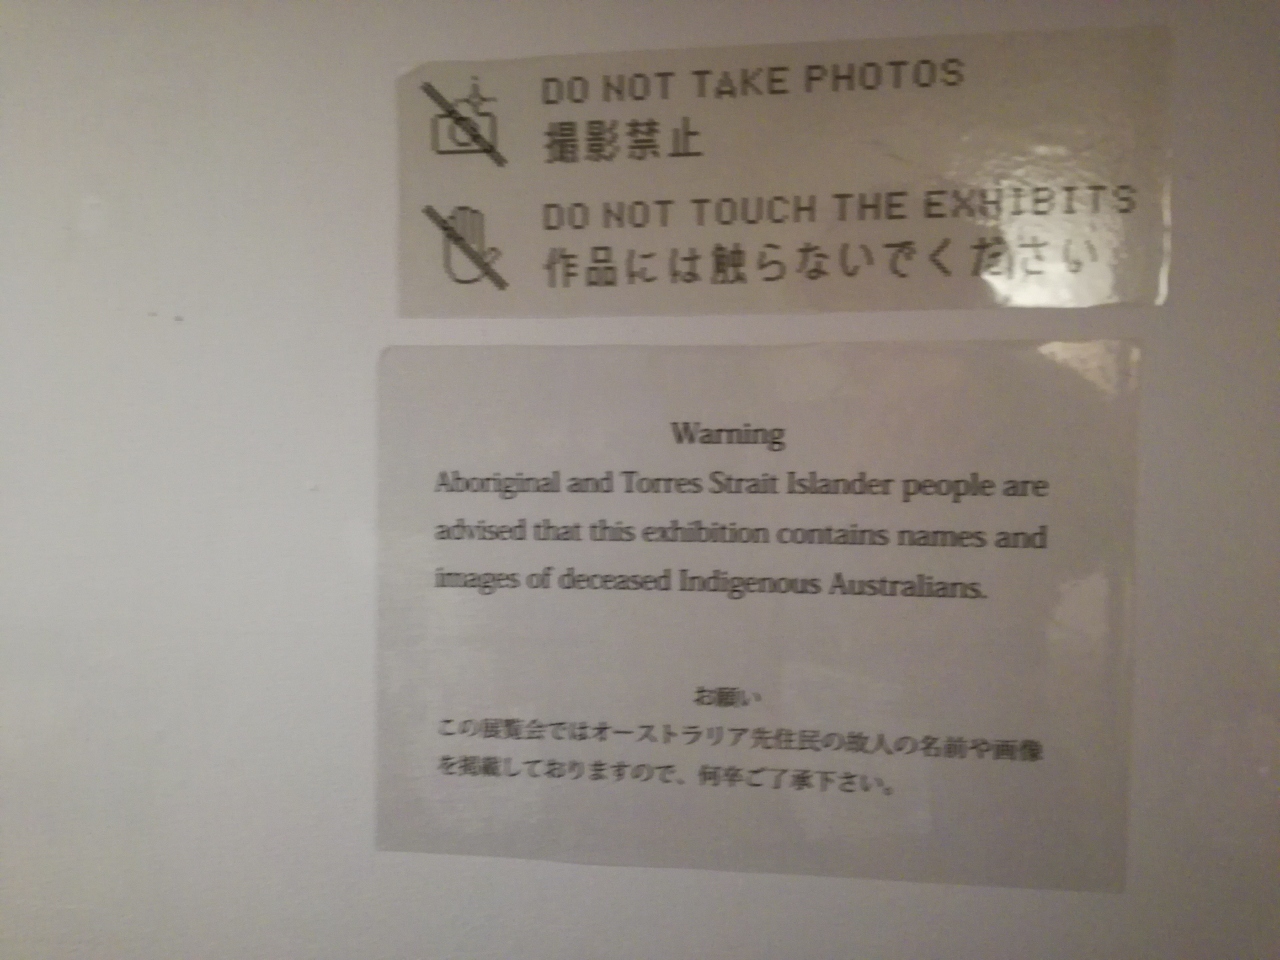 DO NOT TAKE PHOTOS
撮影禁止
DO NOT TOUCH THE EXHIBITS
作品には触らないでください
Warning
Aboriginal and Torres Strait Islander people are
advised that this exhibition contains names and
images of deceased Indigenous Australians.
お願い
この展覧会ではオーストラリア先住民の故人の名前や画像
を掲載しておりますので、何卒ご了承下さい。